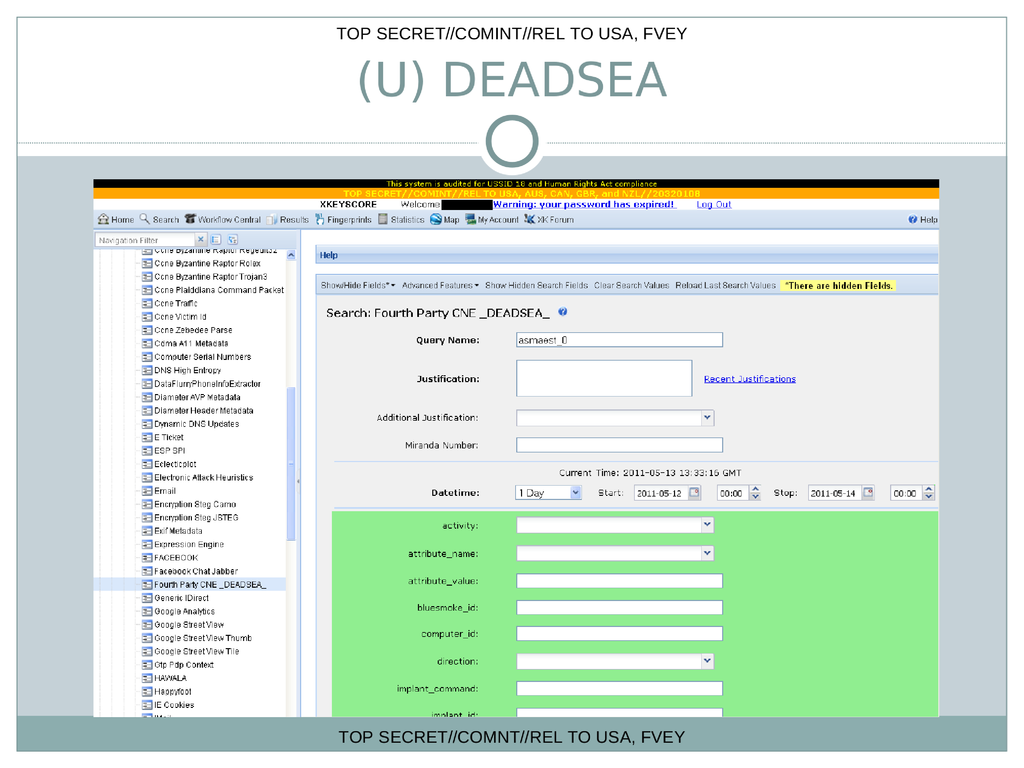 TOP SECRET//COMINT//REL TO USA, FVEY
(U) DEADSEA
This system is audited for USSID 18 and Human Rights Act compliance
TOP SECRET//COMINT//REL TO USA, AUS, CAN, GBR, and NZL//20320108
XKEYSCORE Welcome Warning: your password has expired! Log Out
Home Search Workflow Central Results Fingerprints Statistics Map My Account XK Forum Help
Navigation Filter
Help
Show/Hide Fields* Advanced Features Show Hidden Search Fields Clear Search Values Reload Last Search Values *There are hidden Fields.
Search: Fourth Party CNE _DEADSEA_
Query Name: asmaest_0
Justification: Recent Justifications
Additional Justification:
Miranda Number:
Current Time: 2011-05-13 13:33:15 GMT
Datetime: 1 Day Start: 2011-05-12 00:00 Stop: 2011-05-14 00:00
activity:
attribute_name:
attribute_value:
bluesmoke_id:
computer_id:
direction:
implant_command:
implant_id:
Ccne Byzantine Raptor
Ccne Byzantine Raptor Rolax
Ccne Byzantine Raptor Trojan3
Ccne Plaiddiana Command Packet
Ccne Traffic
Ccne Victim Id
Ccne Zebedee Parse
Cdma A11 Metadata
Computer Serial Numbers
DNS High Entropy
DataFlurryPhoneInfoExtractor
Diameter AVP Metadata
Diameter Header Metadata
Dynamic DNS Updates
E Ticket
ESP SPI
Eclecticplot
Electronic Attack Heuristics
Email
Encryption Steg Camo
Encryption Steg JSTEG
Exif Metadata
Expression Engine
FACEBOOK
Facebook Chat Jabber
Fourth Party CNE _DEADSEA_
Generic IDirect
Google Analytics
Google Street View
Google Street View Thumb
Google Street View Tile
Gtp Pdp Context
HAWALA
Happyfoot
IE Cookies
TOP SECRET//COMNT//REL TO USA, FVEY